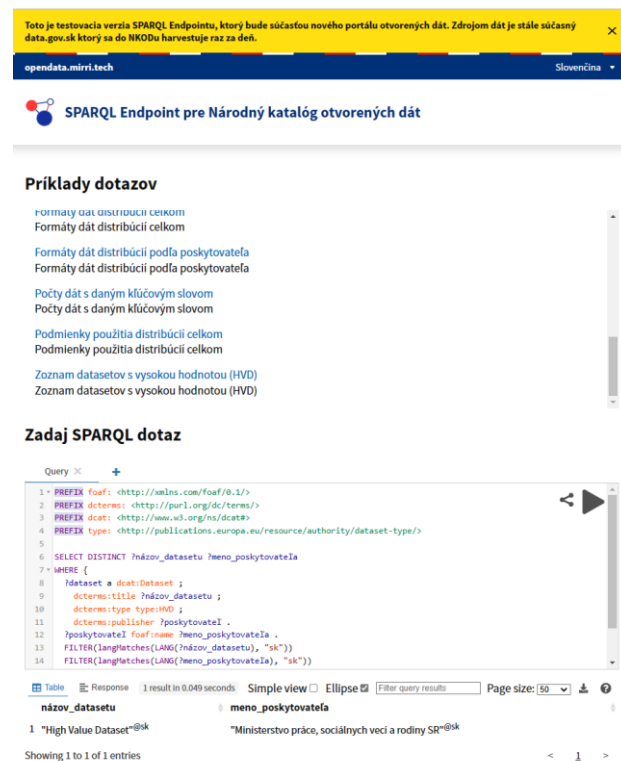 Toto je testovacia verzia SPARQL Endpointu, ktorý bude súčasťou nového portálu otvorených dát. Zdrojom dát je stále súčasný
data.gov.sk ktorý sa do NKODu harvestuje raz za deň.
opendata.mirri.tech
Slovenčina
SPARQL Endpoint pre Národný katalóg otvorených dát
Príklady dotazov
Formáty dát distribúcií celkom
Formáty dát distribúcií celkom
Formáty dát distribúcií podľa poskytovateľa
Formáty dát distribúcií podľa poskytovateľa
Počty dát s daným kľúčovým slovom
Počty dát s daným kľúčovým slovom
Podmienky použitia distribúcií celkom
Podmienky použitia distribúcií celkom
Zoznam datasetov s vysokou hodnotou (HVD)
Zoznam datasetov s vysokou hodnotou (HVD)
Zadaj SPARQL dotaz
Query × +
1 PREFIX foaf: <http://xmlns.com/foaf/0.1/>
2 PREFIX dcterms: <http://purl.org/dc/terms/>
3 PREFIX dcat: <http://www.w3.org/ns/dcat#>
4 PREFIX type: <http://publications.europa.eu/resource/authority/dataset-type/>
5
6 SELECT DISTINCT ?názov_datasetu ?meno_poskytovateľa
7 WHERE {
8 ?dataset a dcat:Dataset ;
9 dcterms:title ?názov_datasetu ;
10 dcterms:type type:HVD ;
11 dcterms:publisher ?poskytovateľ .
12 ?poskytovateľ foaf:name ?meno_poskytovateľa .
13 FILTER(langMatches(LANG(?názov_datasetu), "sk"))
14 FILTER(langMatches(LANG(?meno_poskytovateľa), "sk"))
Table Response 1 result in 0.049 seconds Simple view Ellipse Filter query results Page size: 50
názov_datasetu meno_poskytovateľa
1 "High Value Dataset"@sk "Ministerstvo práce, sociálnych vecí a rodiny SR"@sk
Showing 1 to 1 of 1 entries < 1 >